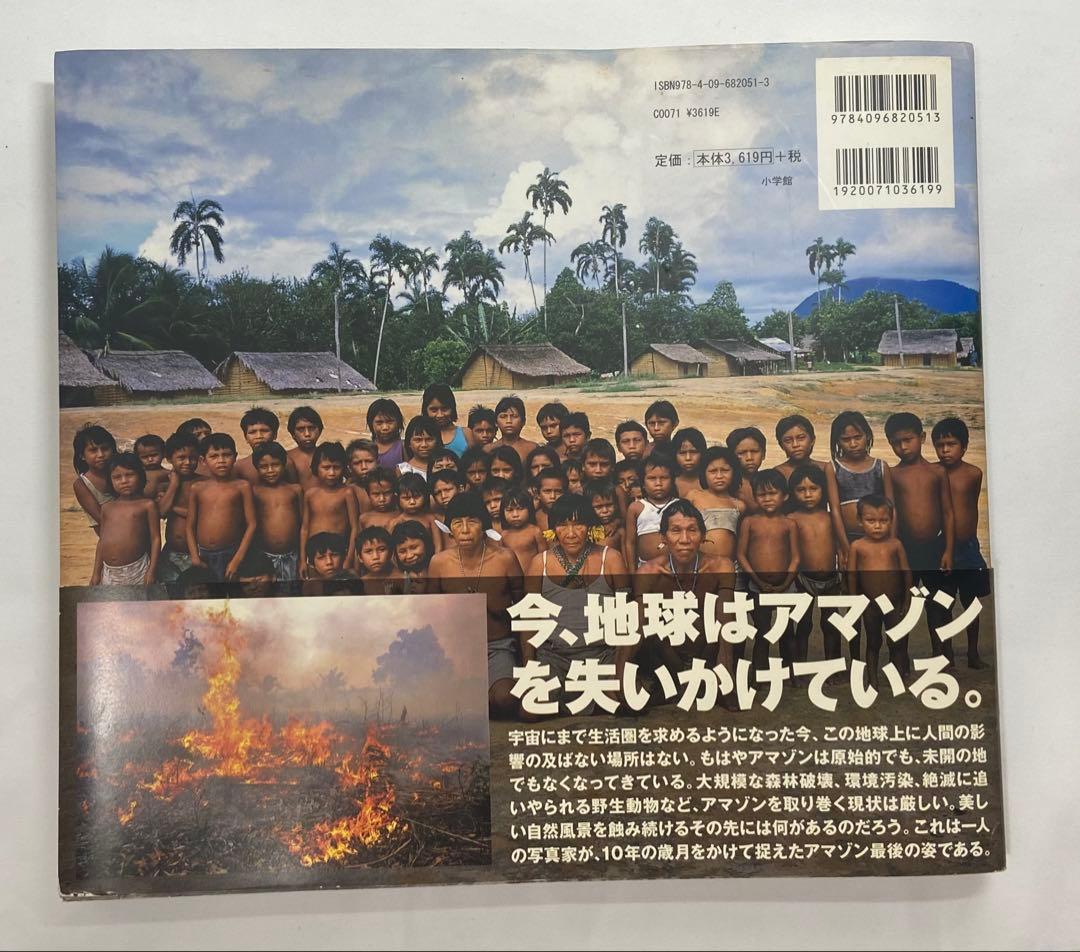 ISBN978-4-09-682051-3
C0071 ¥3619E
定価：本体3,619円＋税
小学館
9784096820513
1920071036199
今、地球はアマゾン
を失いかけている。
宇宙にまで生活圏を求めるようになった今、この地球上に人間の影
響の及ばない場所はない。もはやアマゾンは原始的でも、未開の地
でもなくなってきている。大規模な森林破壊、環境汚染、絶滅に追
いやられる野生動物など、アマゾンを取り巻く現状は厳しい。美し
い自然風景を蝕み続けるその先には何があるのだろう。これは一人
の写真家が、10年の歳月をかけて捉えたアマゾン最後の姿である。